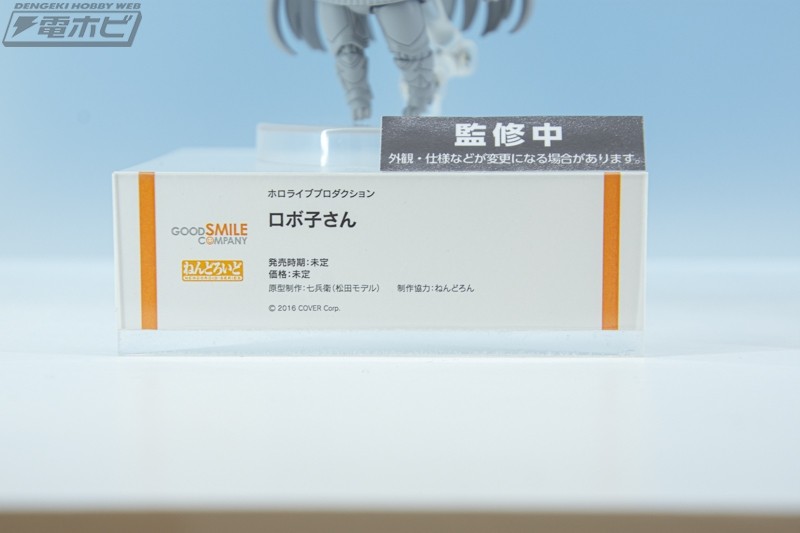 DENGEKI HOBBY WEB
電ホビ
監修中
外観・仕様などが変更になる場合があります。
ホロライブプロダクション
ロボ子さん
GOOD SMILE
COMPANY
ねんどろいど
NENDOROID SERIES
発売時期：未定
価格：未定
原型制作：七兵衛（松田モデル）　制作協力：ねんどろん
© 2016 COVER Corp.